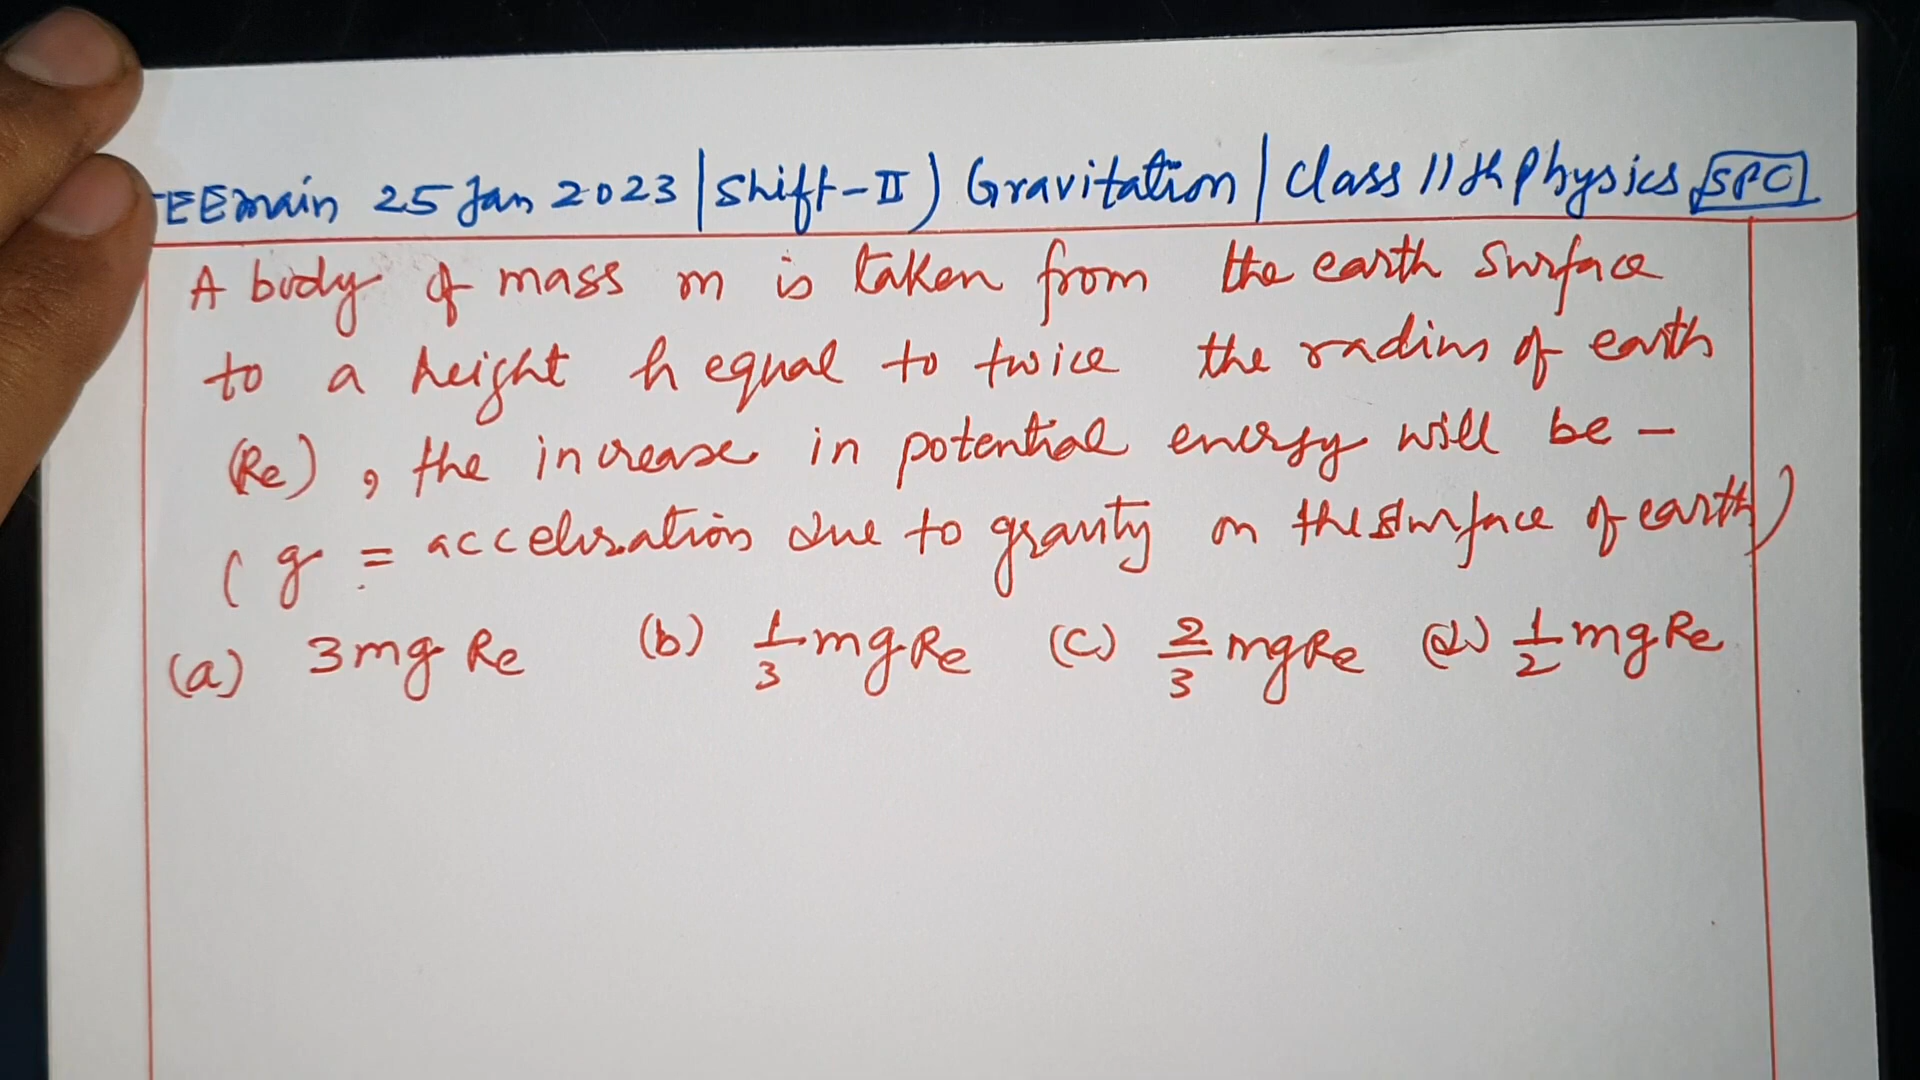 EEmain 25 Jan 2023 | Shift-II) Gravitation | Class 11th Physics SPC
A body of mass m is taken from the earth surface
to a height h equal to twice the radius of earth
(Re), the increase in potential energy will be -
(g = acceleration due to gravity on the surface of earth)
(a) 3mg Re (b) 1/3 mgRe (c) 2/3 mgRe (d) 1/2 mgRe